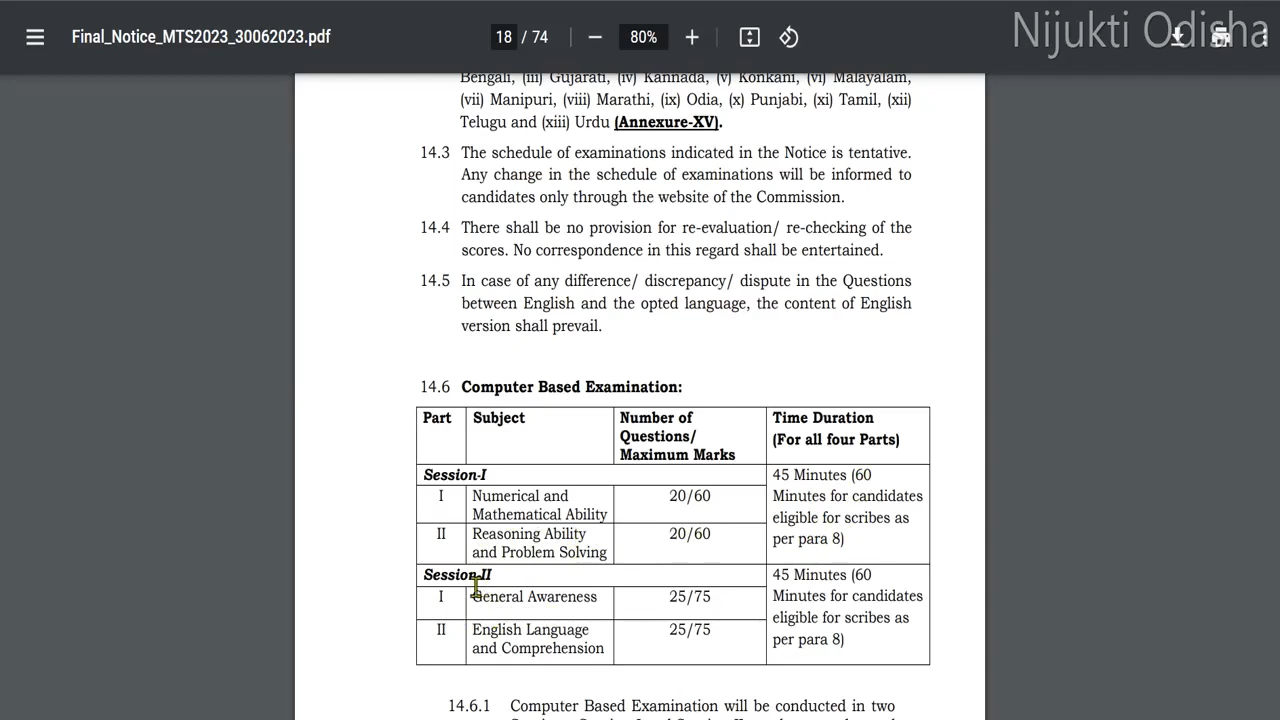 Final_Notice_MTS2023_30062023.pdf
18 / 74
80%
Nijukti Odisha
Bengali, (iii) Gujarati, (iv) Kannada, (v) Konkani, (vi) Malayalam,
(vii) Manipuri, (viii) Marathi, (ix) Odia, (x) Punjabi, (xi) Tamil, (xii)
Telugu and (xiii) Urdu (Annexure-XV).
14.3 The schedule of examinations indicated in the Notice is tentative.
Any change in the schedule of examinations will be informed to
candidates only through the website of the Commission.
14.4 There shall be no provision for re-evaluation/ re-checking of the
scores. No correspondence in this regard shall be entertained.
14.5 In case of any difference/ discrepancy/ dispute in the Questions
between English and the opted language, the content of English
version shall prevail.
14.6 Computer Based Examination:
Part Subject Number of Questions/ Maximum Marks Time Duration (For all four Parts)
Session-I 45 Minutes (60 Minutes for candidates eligible for scribes as per para 8)
I Numerical and Mathematical Ability 20/60
II Reasoning Ability and Problem Solving 20/60
Session-II 45 Minutes (60 Minutes for candidates eligible for scribes as per para 8)
I General Awareness 25/75
II English Language and Comprehension 25/75
14.6.1 Computer Based Examination will be conducted in two